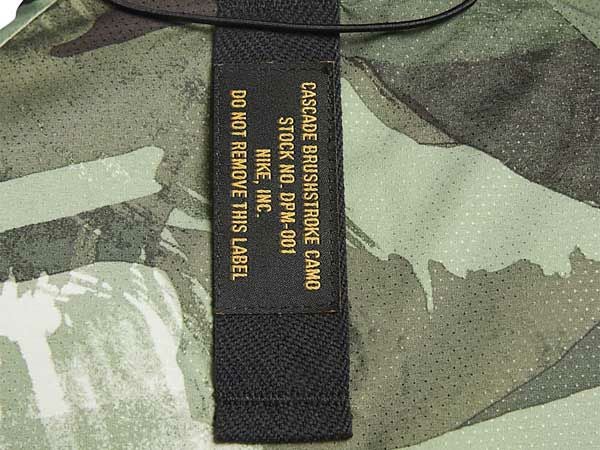 CASCADE BRUSHSTROKE CAMO
STOCK NO. DPM-001
NIKE, INC.
DO NOT REMOVE THIS LABEL